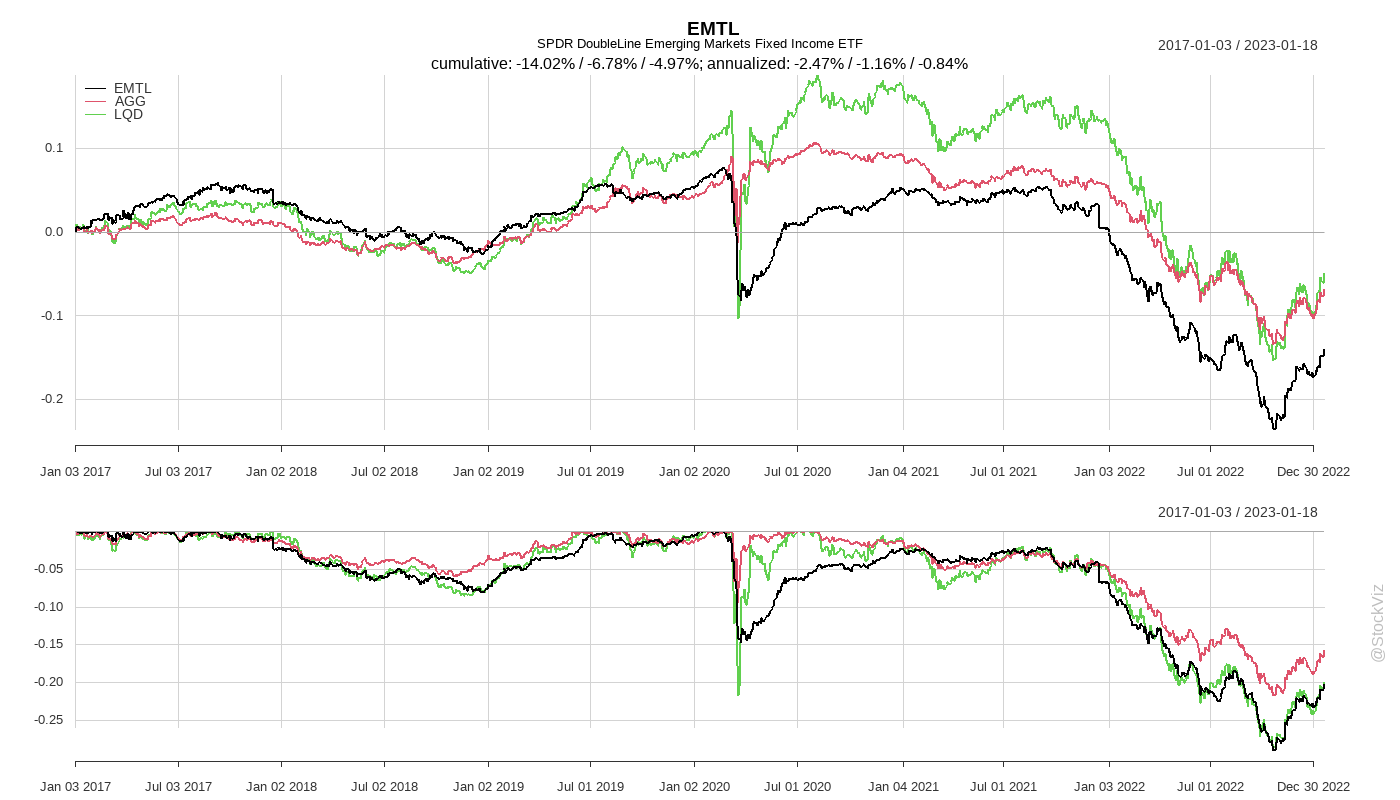 EMTL
SPDR DoubleLine Emerging Markets Fixed Income ETF
2017-01-03 / 2023-01-18
cumulative: -14.02% / -6.78% / -4.97%; annualized: -2.47% / -1.16% / -0.84%
EMTL
AGG
LQD
0.1
0.0
-0.1
-0.2
Jan 03 2017 Jul 03 2017 Jan 02 2018 Jul 02 2018 Jan 02 2019 Jul 01 2019 Jan 02 2020 Jul 01 2020 Jan 04 2021 Jul 01 2021 Jan 03 2022 Jul 01 2022 Dec 30 2022
2017-01-03 / 2023-01-18
-0.05
-0.10
-0.15
-0.20
-0.25
Jan 03 2017 Jul 03 2017 Jan 02 2018 Jul 02 2018 Jan 02 2019 Jul 01 2019 Jan 02 2020 Jul 01 2020 Jan 04 2021 Jul 01 2021 Jan 03 2022 Jul 01 2022 Dec 30 2022
@StockViz